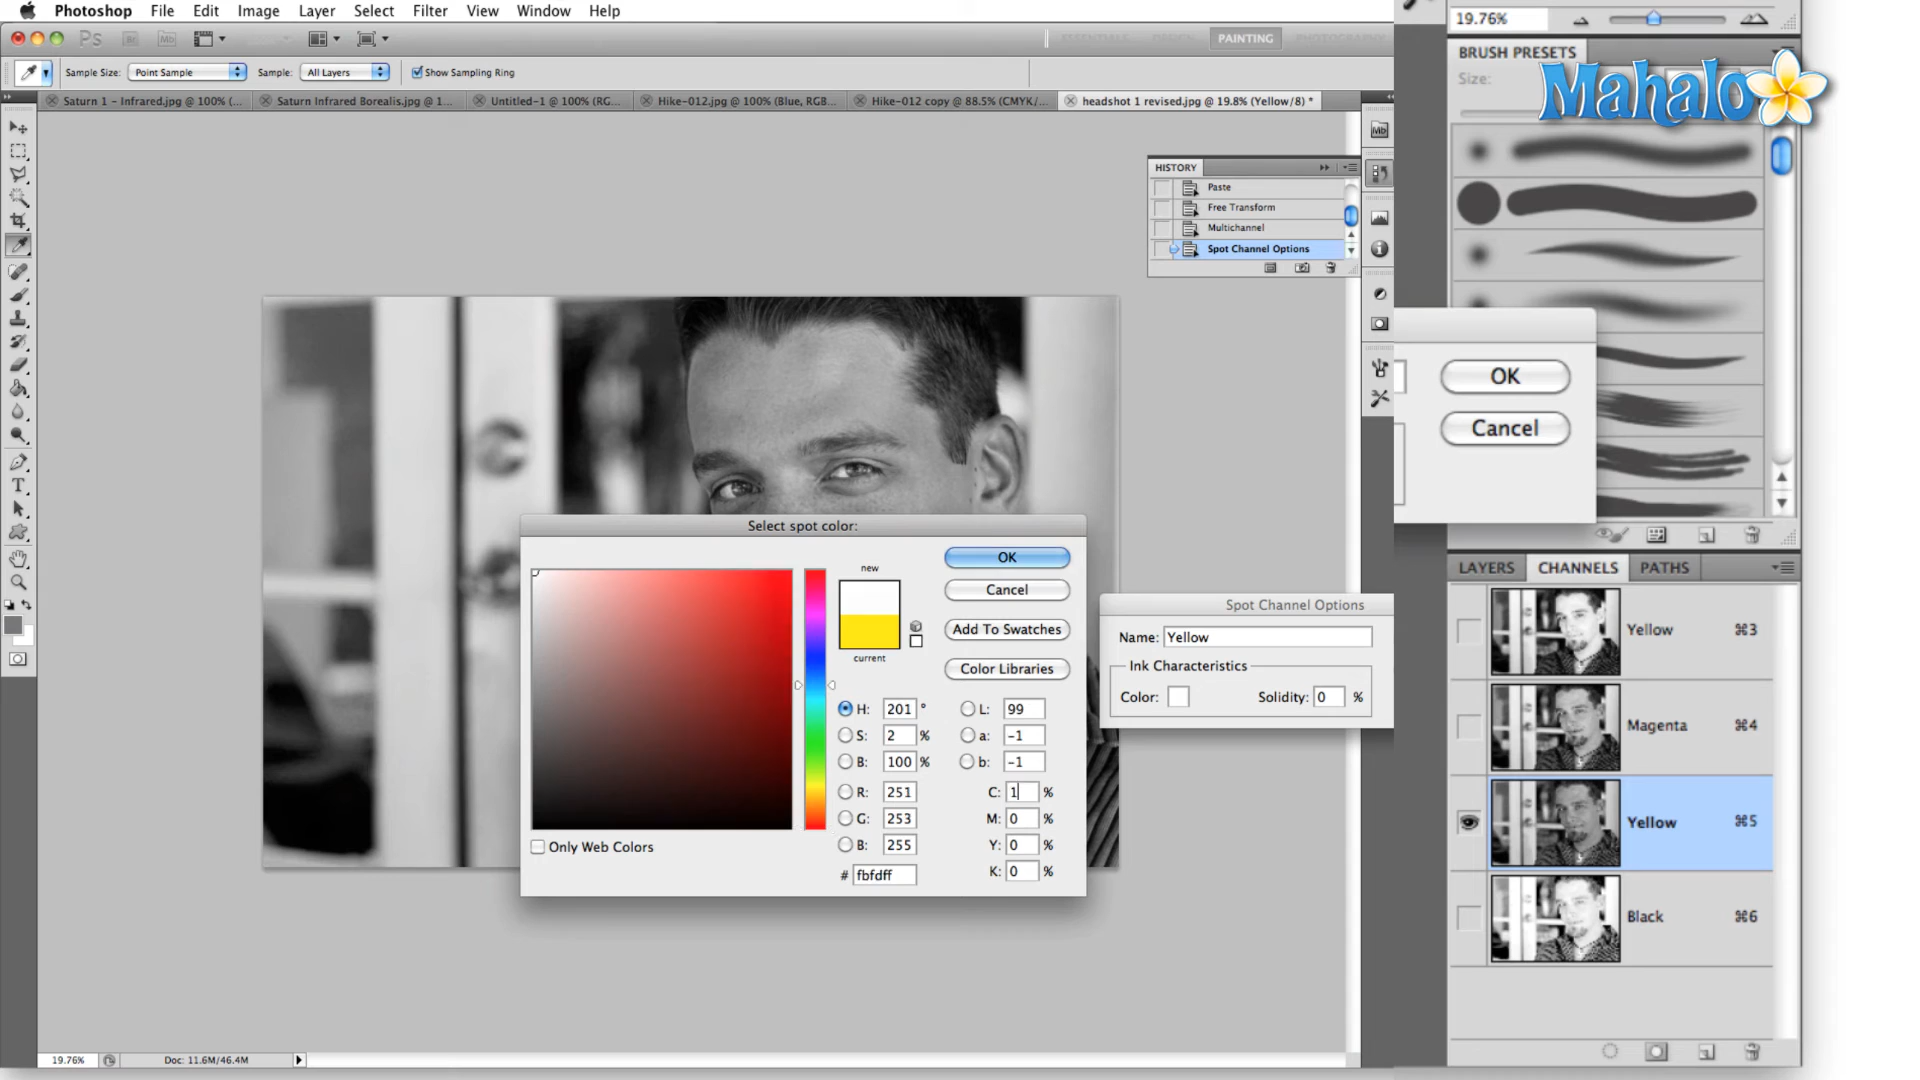 Photoshop File Edit Image Layer Select Filter View Window Help
Ps Br Mb ESSENTIALS DESIGN PAINTING PHOTOGRAPHY
Sample Size: Point Sample Sample: All Layers Show Sampling Ring
Saturn 1 - Infrared.jpg @ 100% (... Saturn Infrared Borealis.jpg @ 1... Untitled-1 @ 100% (RG... Hike-012.jpg @ 100% (Blue, RGB... Hike-012 copy @ 88.5% (CMYK/... headshot 1 revised.jpg @ 19.8% (Yellow/8) *
Mb
HISTORY
Paste
Free Transform
Multichannel
Spot Channel Options
19.76%
BRUSH PRESETS
Size:
Mahalo
OK
Cancel
Select spot color:
new
current
OK
Cancel
Add To Swatches
Color Libraries
H: 201 °
S: 2 %
B: 100 %
R: 251
G: 253
B: 255
# fbfdff
L: 99
a: -1
b: -1
C: 1 %
M: 0 %
Y: 0 %
K: 0 %
Only Web Colors
Spot Channel Options
Name: Yellow
Ink Characteristics
Color: Solidity: 0 %
LAYERS CHANNELS PATHS
Yellow ⌘3
Magenta ⌘4
Yellow ⌘5
Black ⌘6
19.76% Doc: 11.6M/46.4M